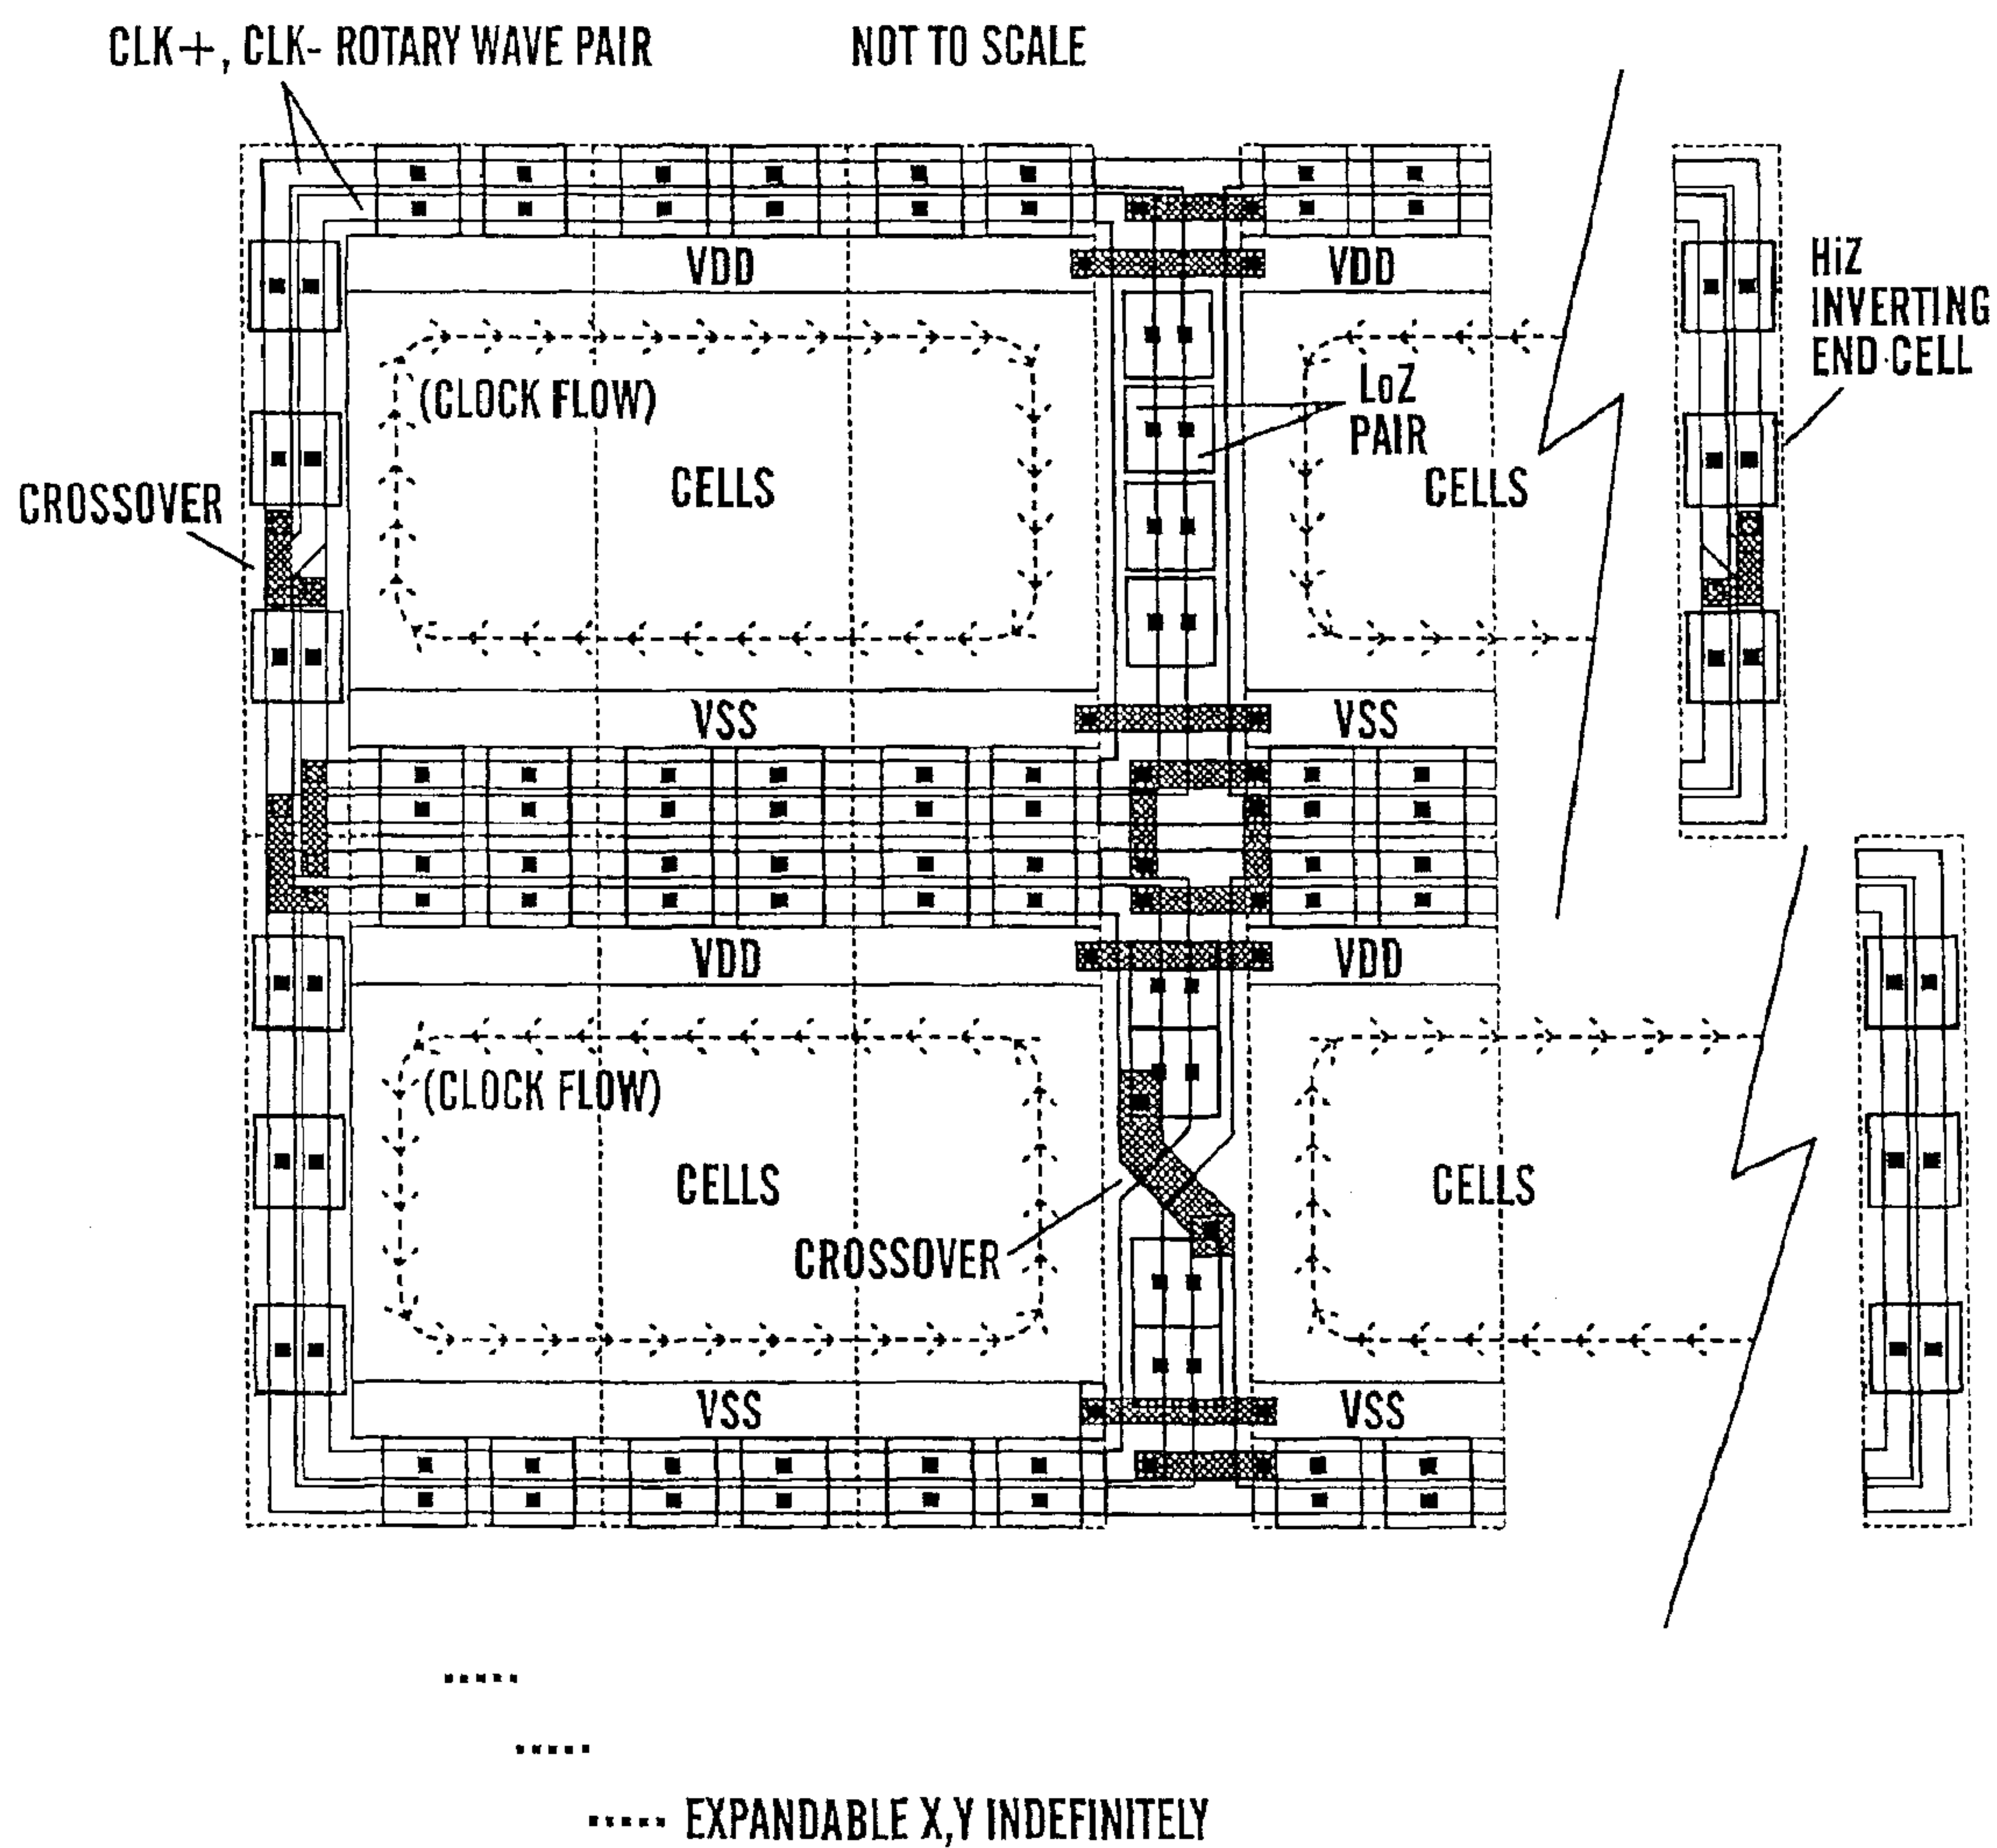 CLK+, CLK- ROTARY WAVE PAIR
NOT TO SCALE
VDD
VDD
HiZ
INVERTING
END CELL
(CLOCK FLOW)
LoZ
PAIR
CELLS
CELLS
CROSSOVER
VSS
VSS
VDD
VDD
(CLOCK FLOW)
CELLS
CELLS
CROSSOVER
VSS
VSS
EXPANDABLE X,Y INDEFINITELY